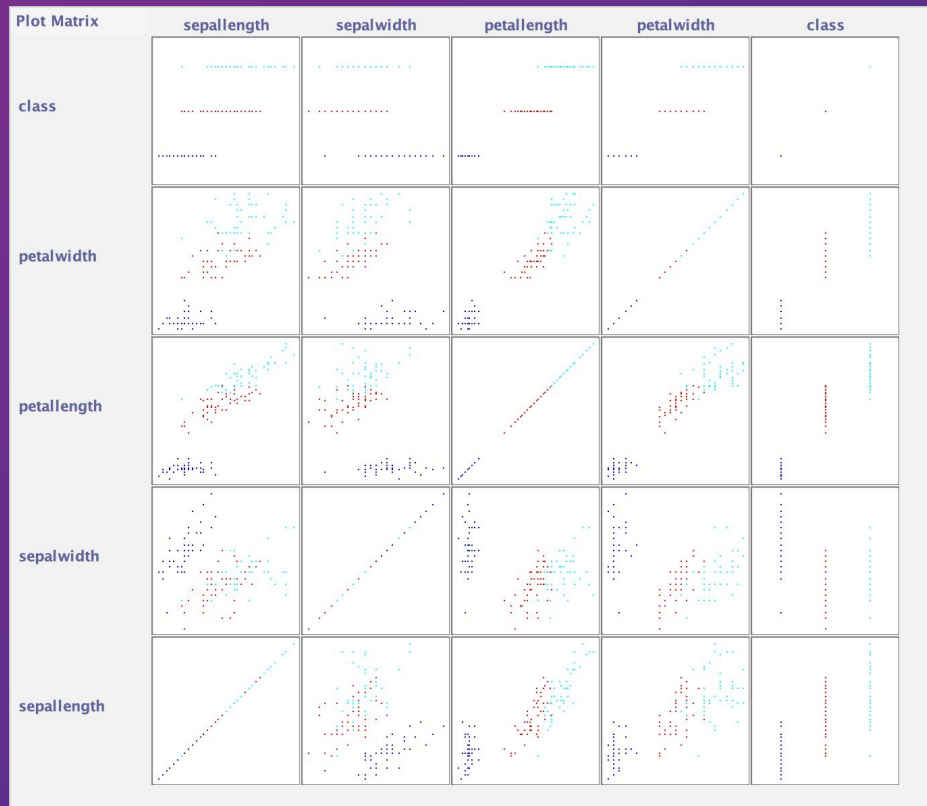 Plot Matrix
sepallength sepalwidth petallength petalwidth class
class
petalwidth
petallength
sepalwidth
sepallength